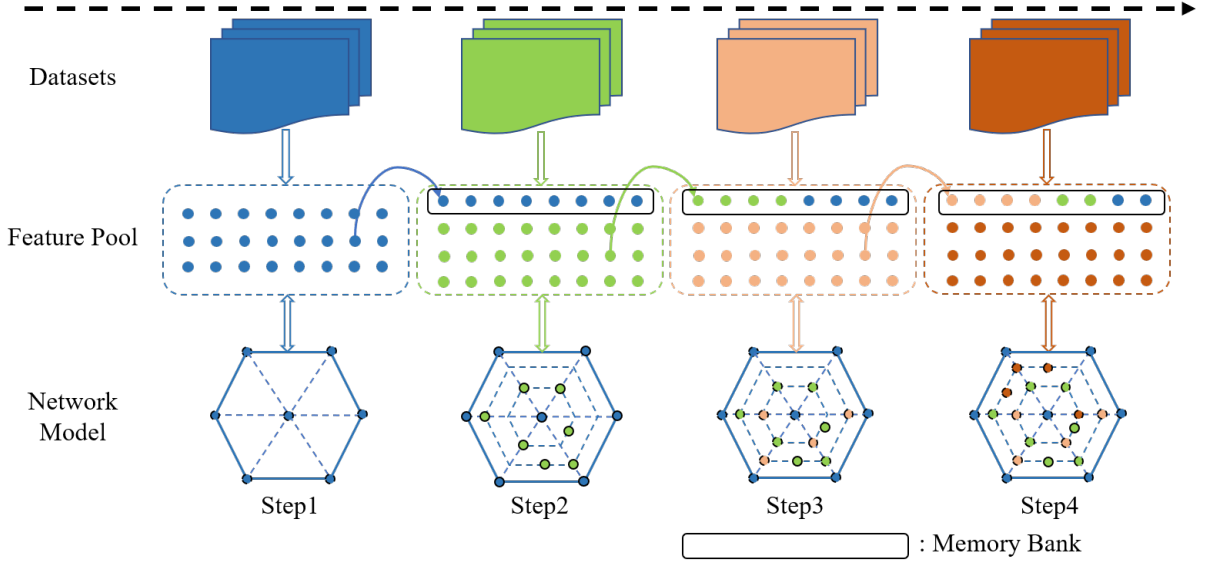 Datasets
Feature Pool
Network
Model
Step1
Step2
Step3
Step4
: Memory Bank